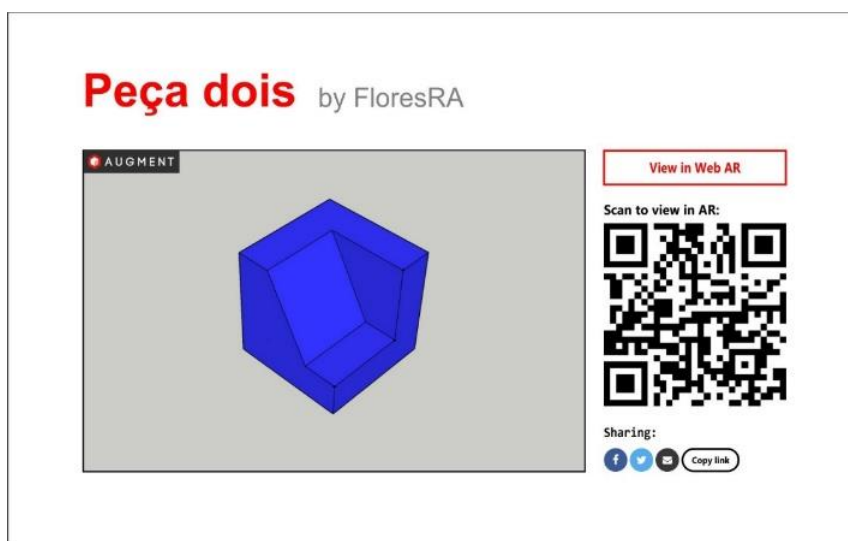 Peça dois by FloresRA
AUGMENT
View in Web AR
Scan to view in AR:
Sharing:
Copy link